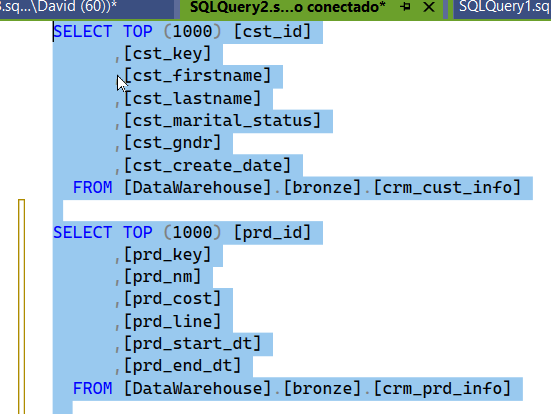 3.sq...\David (60))*
SQLQuery2.s...o conectado*
SQLQuery1.sq
SELECT TOP (1000) [cst_id]
,[cst_key]
,[cst_firstname]
,[cst_lastname]
,[cst_marital_status]
,[cst_gndr]
,[cst_create_date]
FROM [DataWarehouse].[bronze].[crm_cust_info]
SELECT TOP (1000) [prd_id]
,[prd_key]
,[prd_nm]
,[prd_cost]
,[prd_line]
,[prd_start_dt]
,[prd_end_dt]
FROM [DataWarehouse].[bronze].[crm_prd_info]